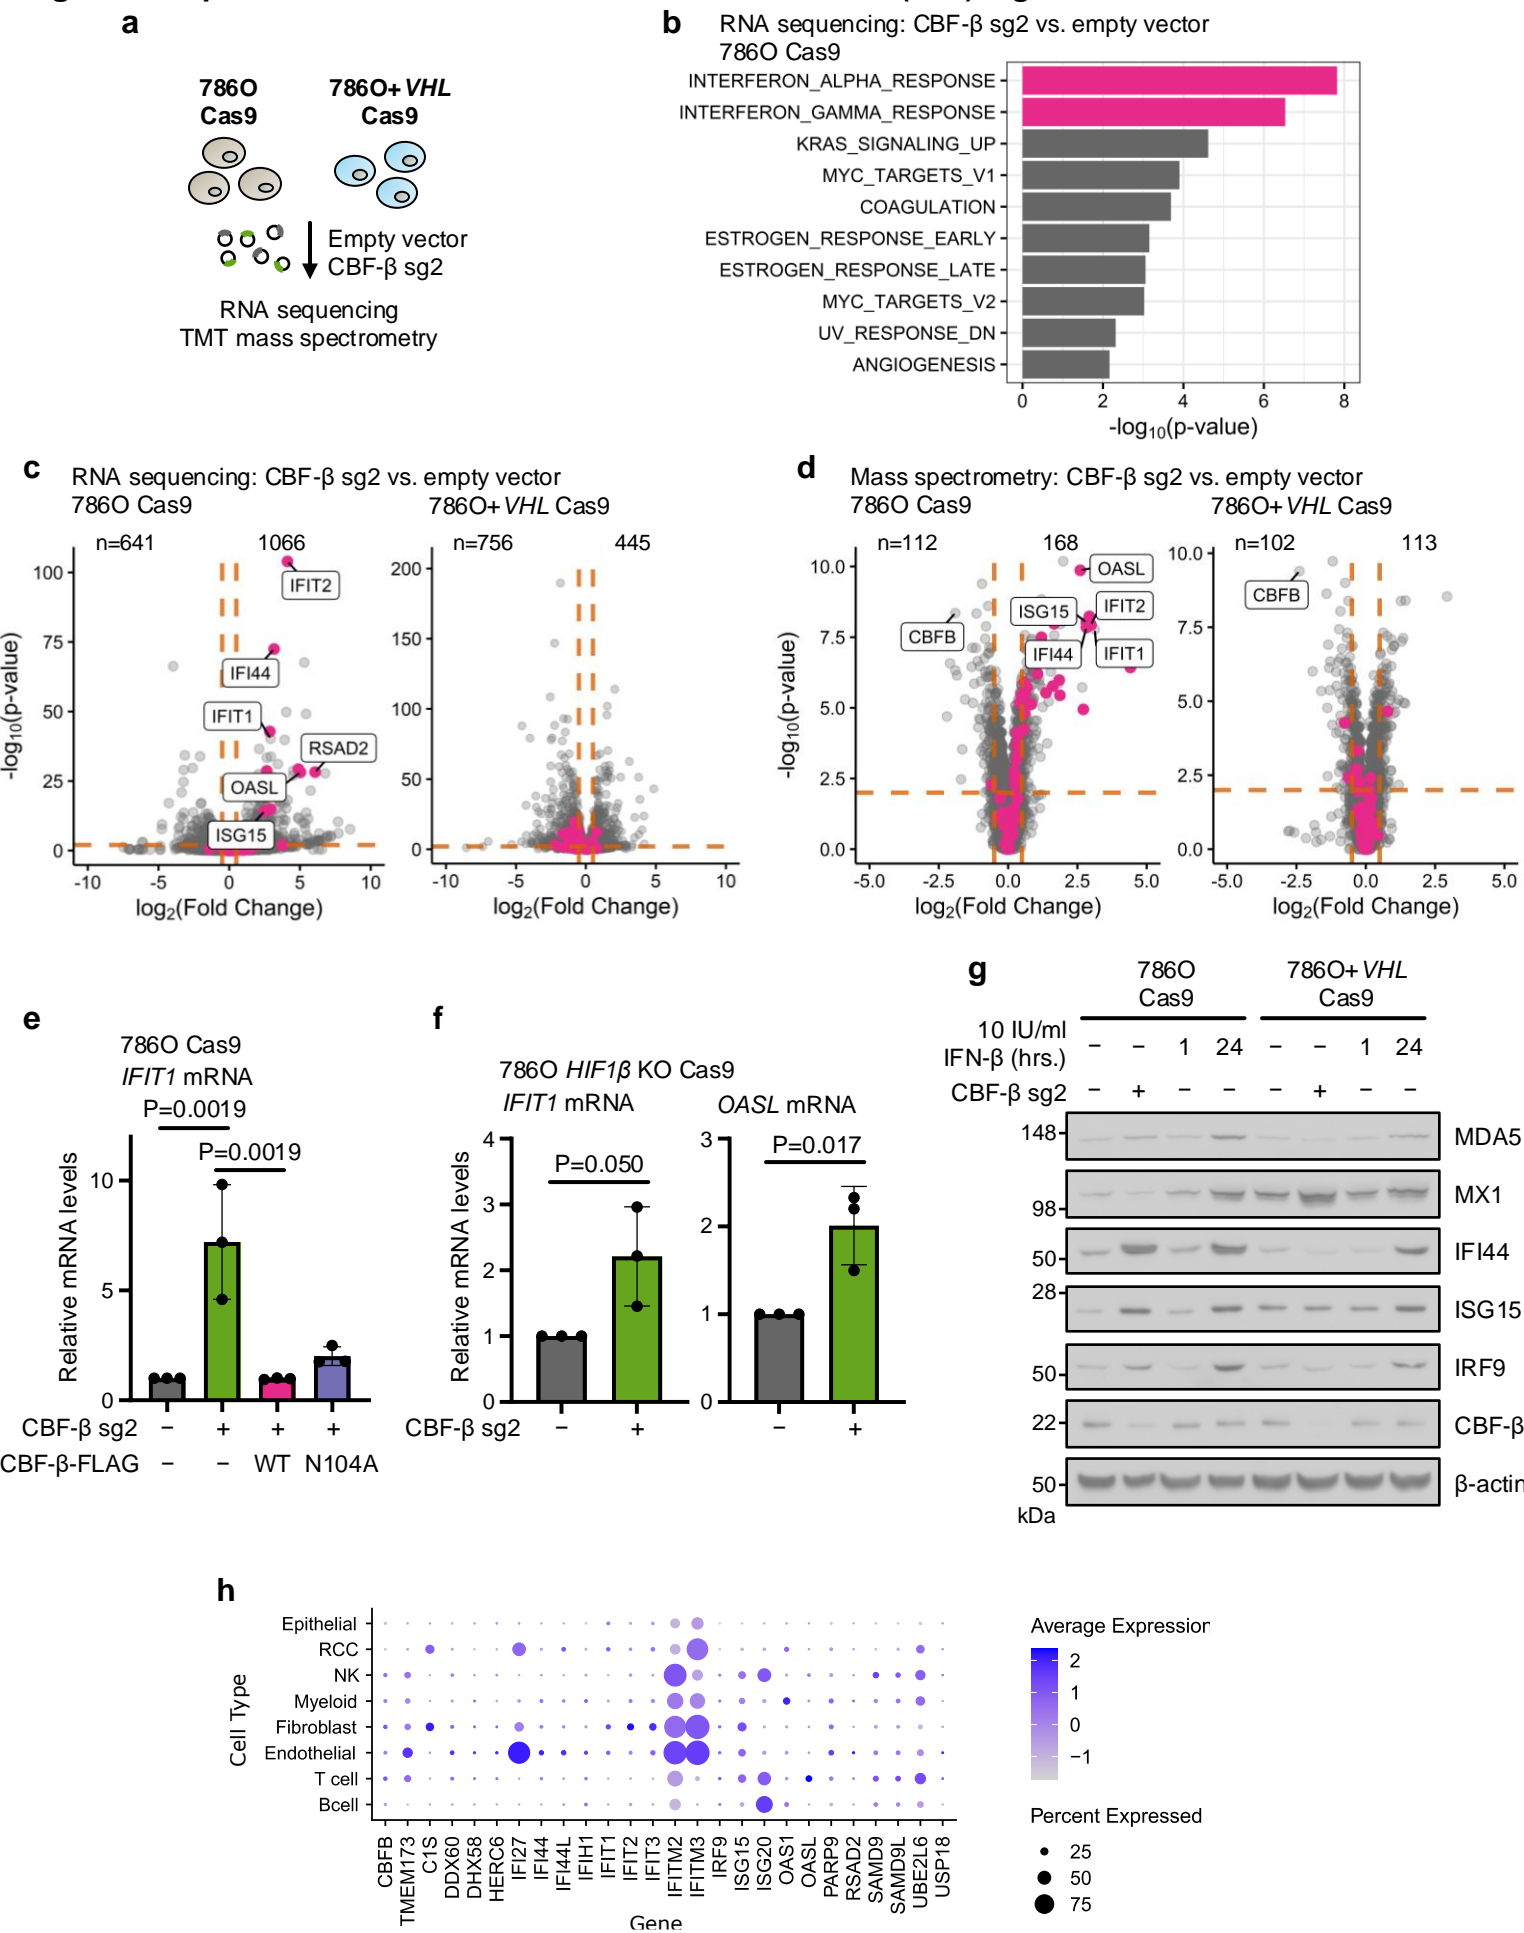 a
786O
Cas9
786O+VHL
Cas9
Empty vector
CBF-β sg2
RNA sequencing
TMT mass spectrometry
b
RNA sequencing: CBF-β sg2 vs. empty vector
786O Cas9
INTERFERON_ALPHA_RESPONSE
INTERFERON_GAMMA_RESPONSE
KRAS_SIGNALING_UP
MYC_TARGETS_V1
COAGULATION
ESTROGEN_RESPONSE_EARLY
ESTROGEN_RESPONSE_LATE
MYC_TARGETS_V2
UV_RESPONSE_DN
ANGIOGENESIS
0 2 4 6 8
-log10(p-value)
c
RNA sequencing: CBF-β sg2 vs. empty vector
786O Cas9
n=641 1066
-log10(p-value)
100
75
50
25
0
IFIT2
IFI44
IFIT1
RSAD2
OASL
ISG15
-10 -5 0 5 10
log2(Fold Change)
786O+VHL Cas9
n=756 445
200
150
100
50
0
-10 -5 0 5 10
log2(Fold Change)
d
Mass spectrometry: CBF-β sg2 vs. empty vector
786O Cas9
n=112 168
-log10(p-value)
10.0
7.5
5.0
2.5
0.0
OASL
ISG15
IFIT2
CBFB
IFI44
IFIT1
-5.0 -2.5 0.0 2.5 5.0
log2(Fold Change)
786O+VHL Cas9
n=102 113
10.0
7.5
5.0
2.5
0.0
CBFB
-5.0 -2.5 0.0 2.5 5.0
log2(Fold Change)
e
786O Cas9
IFIT1 mRNA
P=0.0019
P=0.0019
Relative mRNA levels
10
5
0
CBF-β sg2 − + + +
CBF-β-FLAG − − WT N104A
f
786O HIF1β KO Cas9
IFIT1 mRNA
P=0.050
Relative mRNA levels
4
3
2
1
0
OASL mRNA
P=0.017
3
2
1
0
CBF-β sg2 − + − +
g
786O
Cas9
786O+VHL
Cas9
10 IU/ml
IFN-β (hrs.) − − 1 24 − − 1 24
CBF-β sg2 − + − − − + − −
148 MDA5
98 MX1
50 IFI44
28 ISG15
50 IRF9
22 CBF-β
50 β-actin
kDa
h
Cell Type
Epithelial
RCC
NK
Myeloid
Fibroblast
Endothelial
T cell
Bcell
CBFB
TMEM173
C1S
DDX60
DHX58
HERC6
IFI27
IFI44
IFI44L
IFIH1
IFIT1
IFIT2
IFIT3
IFITM2
IFITM3
IRF9
ISG15
ISG20
OAS1
OASL
PARP9
RSAD2
SAMD9
SAMD9L
UBE2L6
USP18
Gene
Average Expression
2
1
0
−1
Percent Expressed
25
50
75